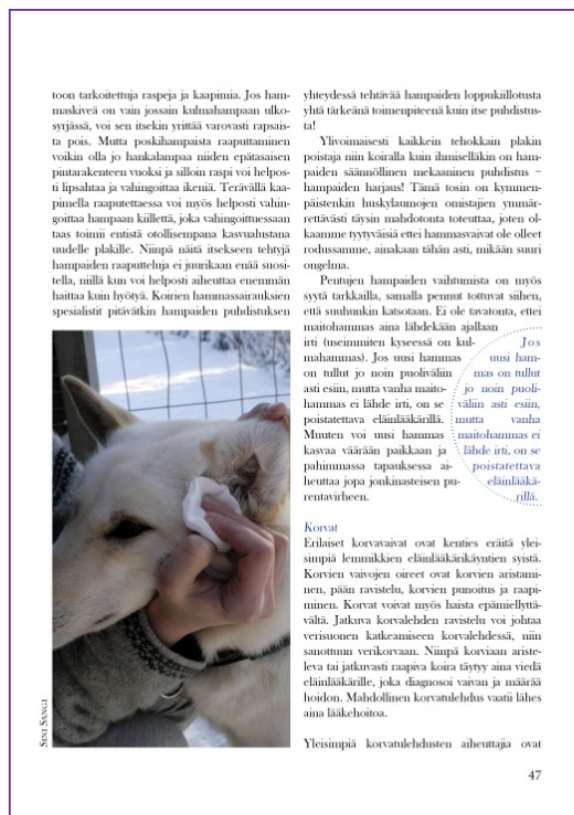 toon tarkoitettuja raspeja ja kaapimia. Jos ham-
maskiveä on vain jossain kulmahampaan ulko-
syrjässä, voi sen itsekin yrittää varovasti rapsais-
ta pois. Mutta poskihampaista raaputtaminen
voikin olla jo hankalampaa niiden epätasaisen
pintarakenteen vuoksi ja silloin raspi voi helpos-
ti lipsahtaa ja vahingoittaa ikeniä. Terävällä kaa-
pimella raaputettaessa voi myös helposti vahin-
goittaa hampaan kiillettä, joka vahingoittuessaan
taas toimii entistä otollisempana kasvualustana
uudelle plakille. Niinpä näitä itsekseen tehtyjä
hampaiden raaputteluja ei juurikaan enää suosi-
tella, niillä kun voi helposti aiheuttaa enemmän
haittaa kuin hyötyä. Koirien hammassairauksien
spesialistit pitävätkin hampaiden puhdistuksen
SINI SANGI
yhteydessä tehtävää hampaiden loppukiillotusta
yhtä tärkeänä toimenpiteenä kuin itse puhdistus-
ta!
Ylivoimaisesti kaikkein tehokkain plakin
poistaja niin koiralla kuin ihmiselläkin on ham-
paiden säännöllinen mekaaninen puhdistus –
hampaiden harjaus! Tämä tosin on kymmen-
päistenkin huskylaumojen omistajien ymmär-
rettävästi täysin mahdotonta toteuttaa, joten ol-
kaamme tyytyväisiä ettei hammasvaivat ole olleet
rodussamme, ainakaan tähän asti, mikään suuri
ongelma.
Pentujen hampaiden vaihtumista on myös
syytä tarkkailla, samalla pennut tottuvat siihen,
että suuhunkin katsotaan. Ei ole tavatonta, ettei
maitohammas aina lähdekään ajallaan
irti (useimmiten kyseessä on kul-
mahammas). Jos uusi hammas
on tullut jo noin puoliväliin
asti esiin, mutta vanha maito-
hammas ei lähde irti, on se
poistatettava eläinlääkärillä.
Muuten voi uusi hammas
kasvaa väärään paikkaan ja
pahimmassa tapauksessa ai-
heuttaa jopa jonkinasteisen pu-
rentavirheen.
Jos
uusi ham-
mas on tullut
jo noin puoli-
väliin asti esiin,
mutta vanha
maitohammas ei
lähde irti, on se
poistatettava
eläinlääkä-
rillä.
Korvat
Erilaiset korvavaivat ovat kenties eräitä ylei-
simpiä lemmikkien eläinlääkärikäyntien syistä.
Korvien vaivojen oireet ovat korvien aristami-
nen, pään ravistelu, korvien punoitus ja raapi-
minen. Korvat voivat myös haista epämiellyttä-
vältä. Jatkuva korvalehden ravistelu voi johtaa
verisuonen katkeamiseen korvalehdessä, niin
sanottuun verikorvaan. Niinpä korviaan ariste-
leva tai jatkuvasti raapiva koira täytyy aina viedä
eläinlääkärille, joka diagnosoi vaivan ja määrää
hoidon. Mahdollinen korvatulehdus vaatii lähes
aina lääkehoitoa.
Yleisimpiä korvatulehdusten aiheuttajia ovat
47